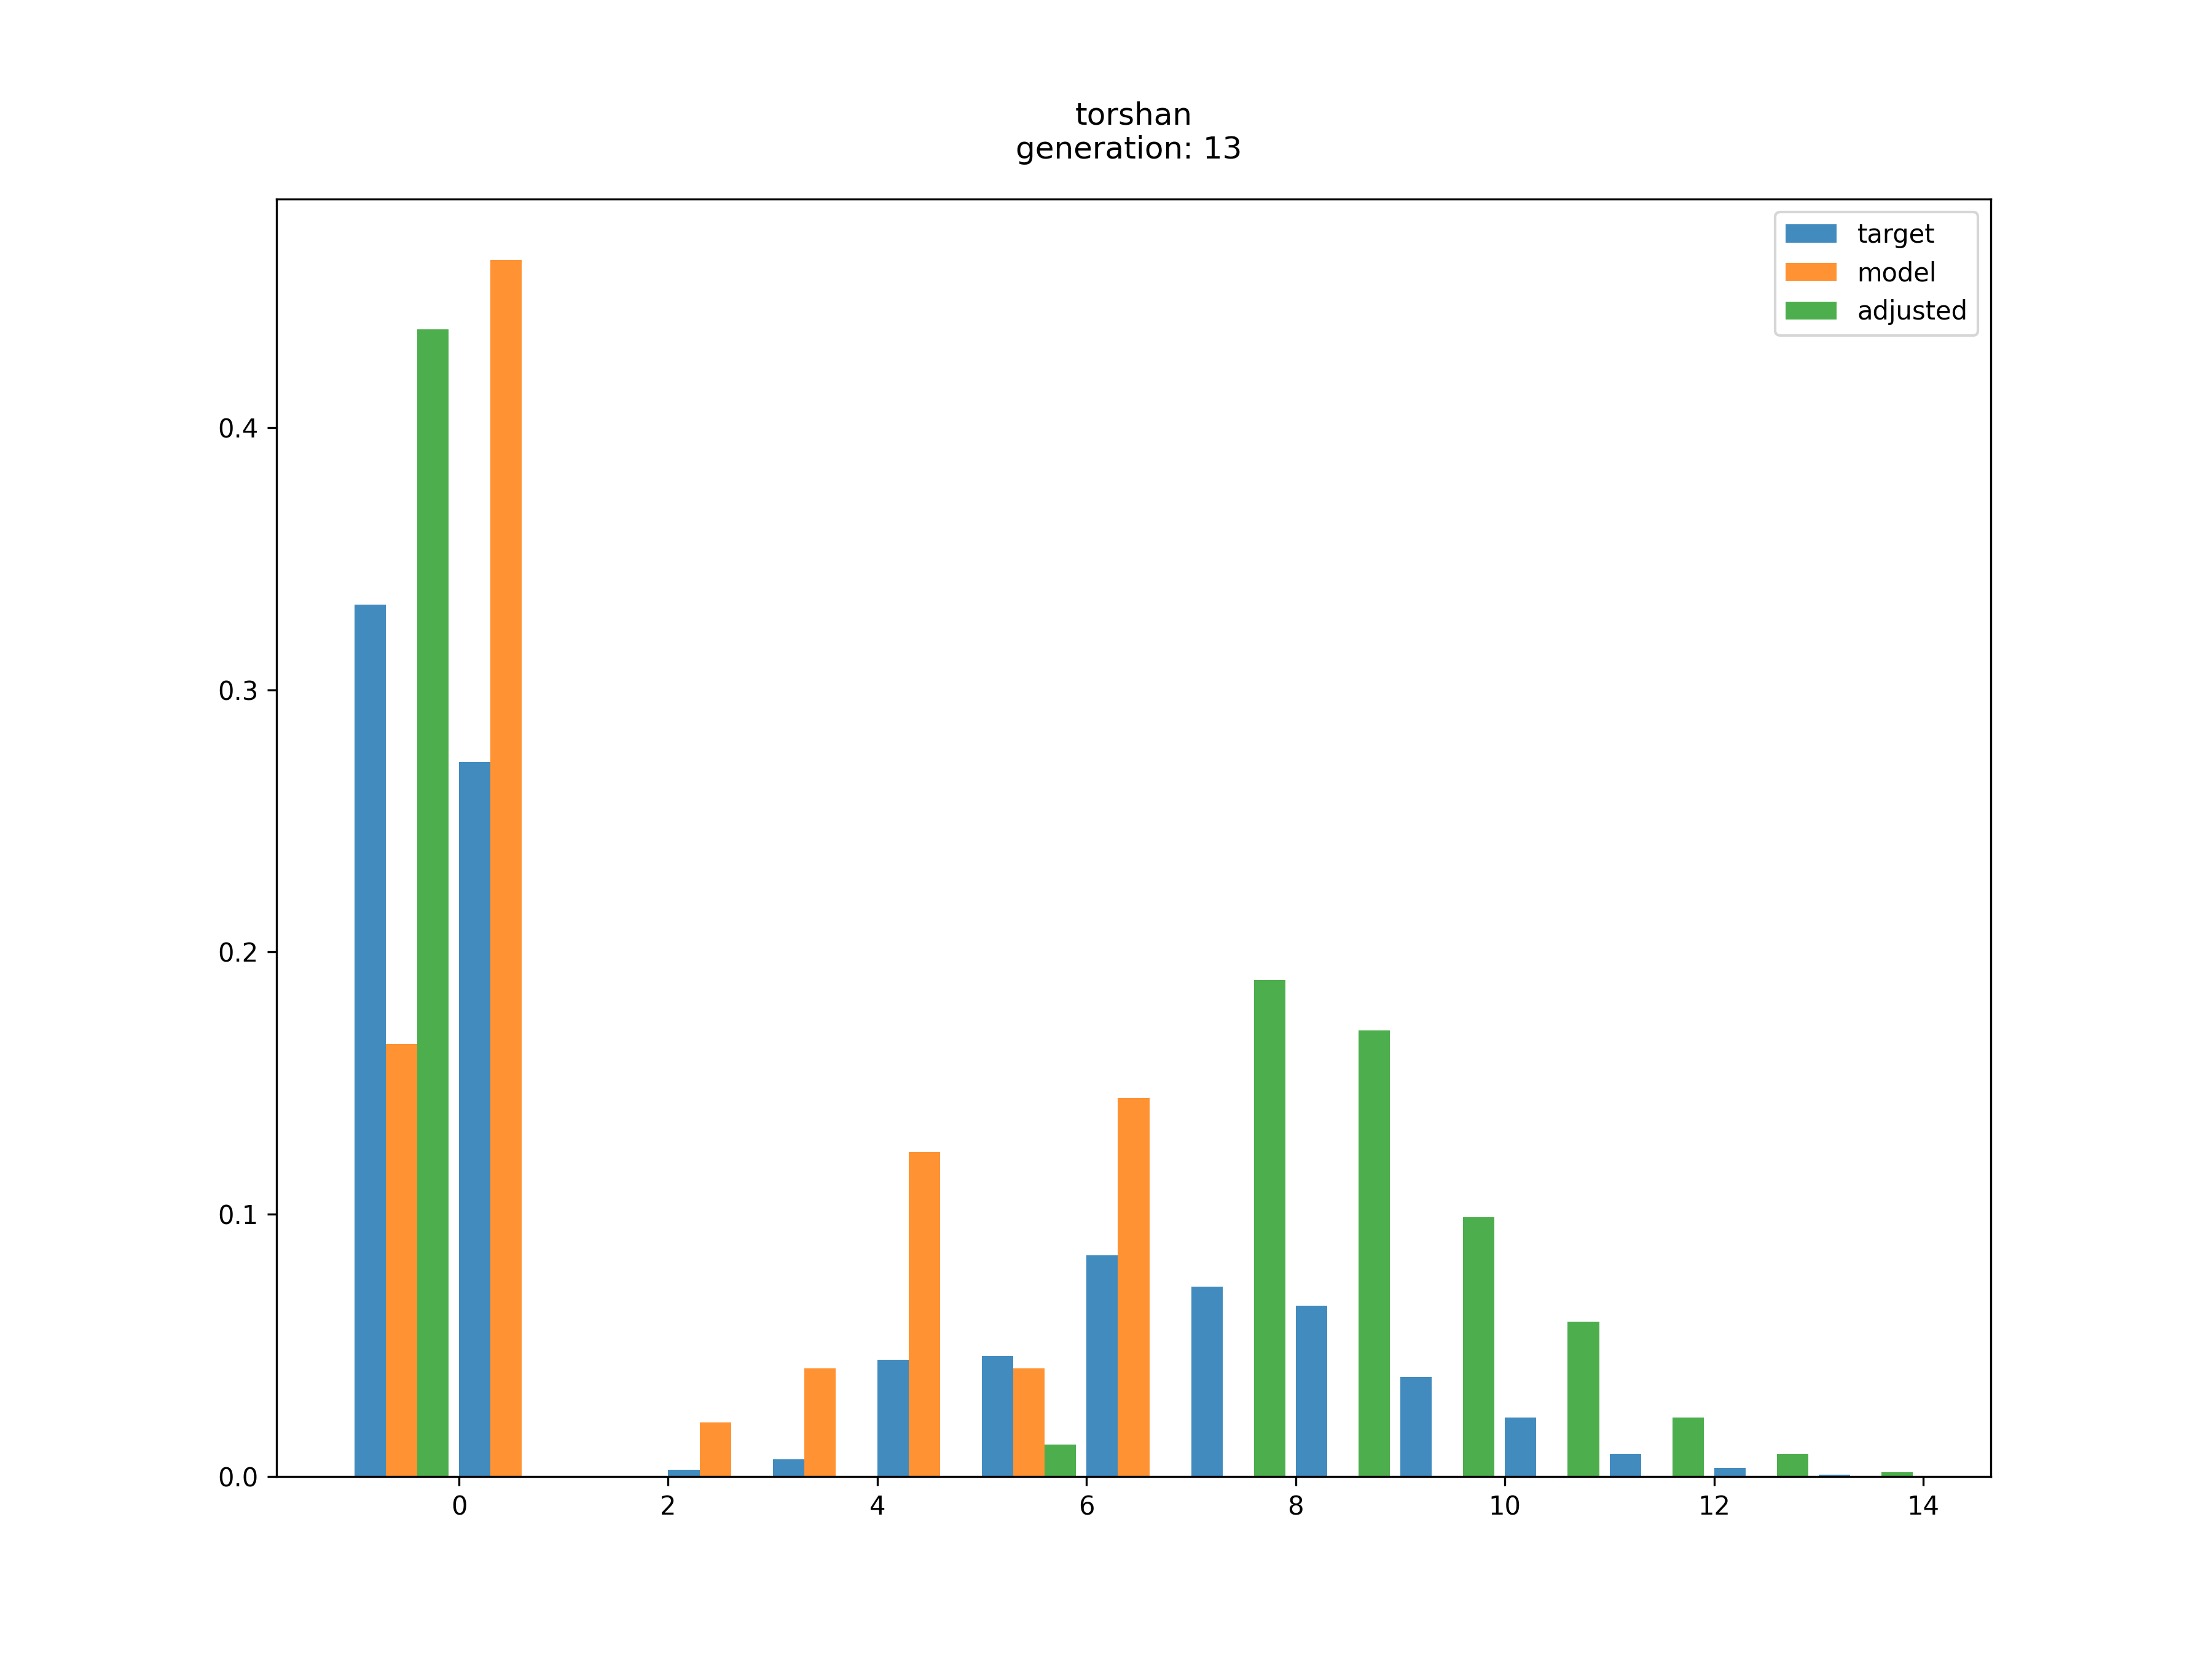 torshan
generation: 13
target
model
adjusted
0.4
0.3
0.2
0.1
0.0
0 2 4 6 8 10 12 14